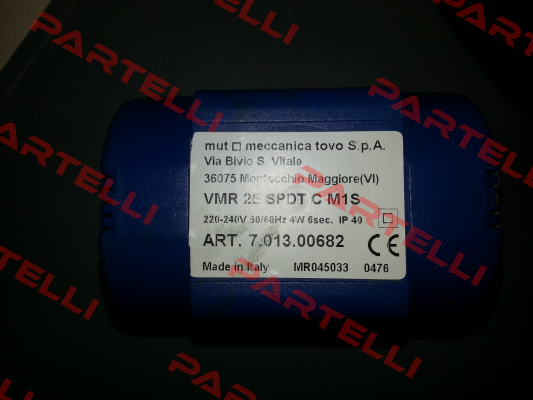 PARTELLI
PARTELLI
PARTELLI
mut meccanica tovo S.p.A.
Via Bivio S. Vitale
36075 Montecchio Maggiore(VI)
VMR 25 SPDT C M1S
220-240V 50/60Hz 4W 6sec. IP 40
ART. 7.013.00682 CE
Made in Italy MR045033 0476
PARTELLI
PARTELLI